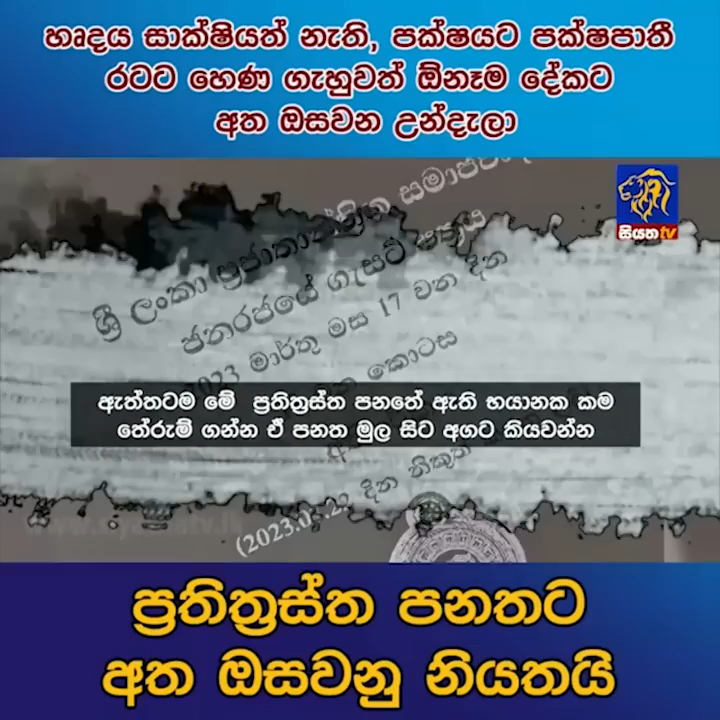 හෘදය සාක්ෂියත් නැති, පක්ෂයට පක්ෂපාතී
රටට හෙණ ගැහුවත් ඕනෑම දේකට
අත ඔසවන උන්දැලා
සියත tv
ශ්‍රී ලංකා ප්‍රජාතාන්ත්‍රික සමාජවාදී
ජනරජයේ ගැසට් පත්‍රය
2023 මාර්තු මස 17 වන දින
කොටස
ඇත්තටම මේ ප්‍රතිත්‍රස්ත පනතේ ඇති භයානක කම
තේරුම් ගන්න ඒ පනත මුල සිට අගට කියවන්න
දින නිකුත්
ප්‍රතිත්‍රස්ත පනතට
අත ඔසවනු නියතයි